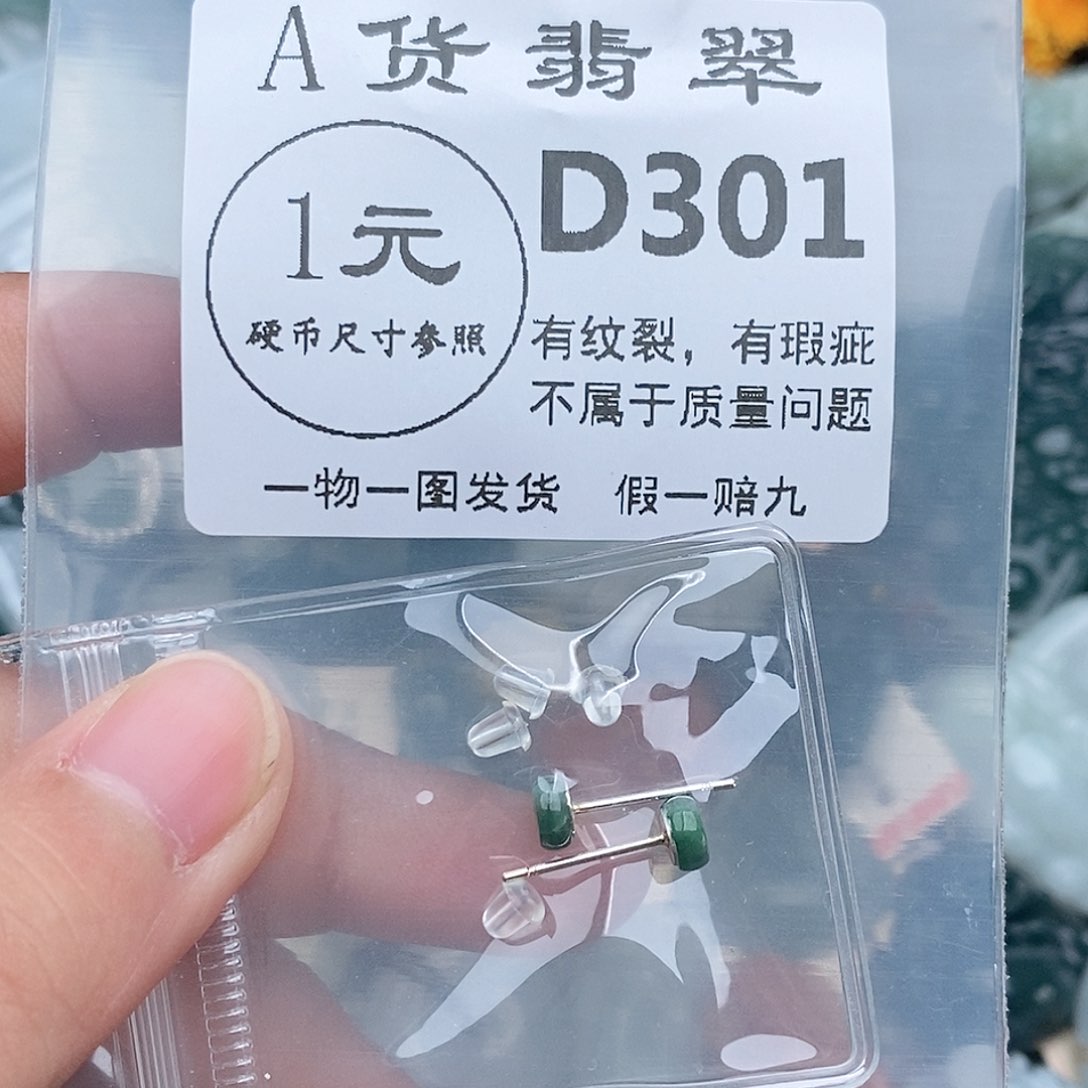 A货翡翠
1元
硬币尺寸参照
D301
有纹裂，有瑕疵
不属于质量问题
一物一图发货 假一赔九